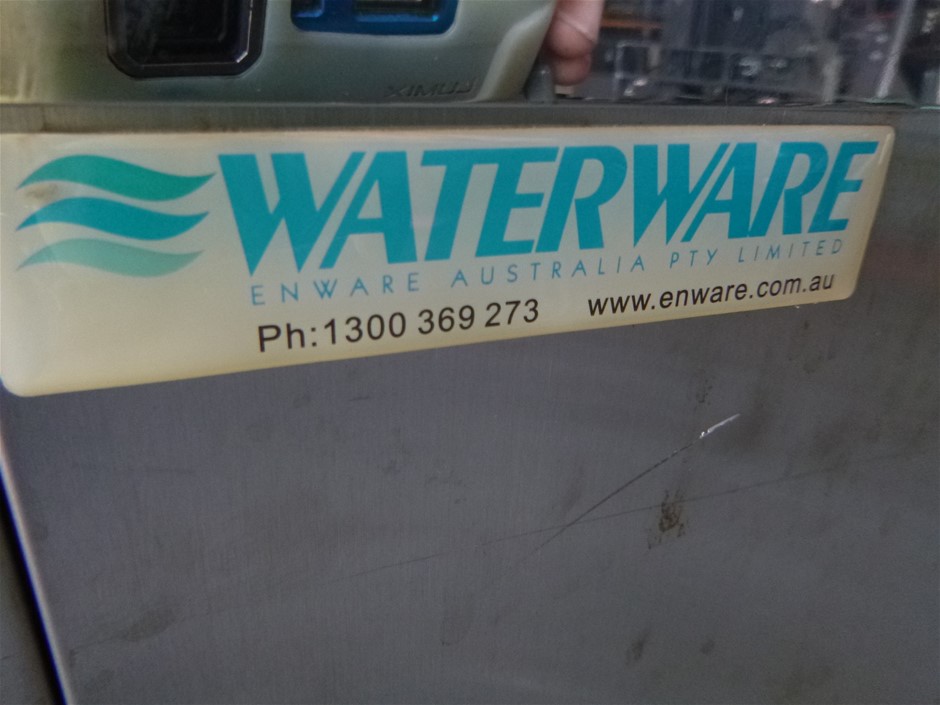 WATERWARE
ENWARE AUSTRALIA PTY LIMITED
Ph:1300 369 273 www.enware.com.au